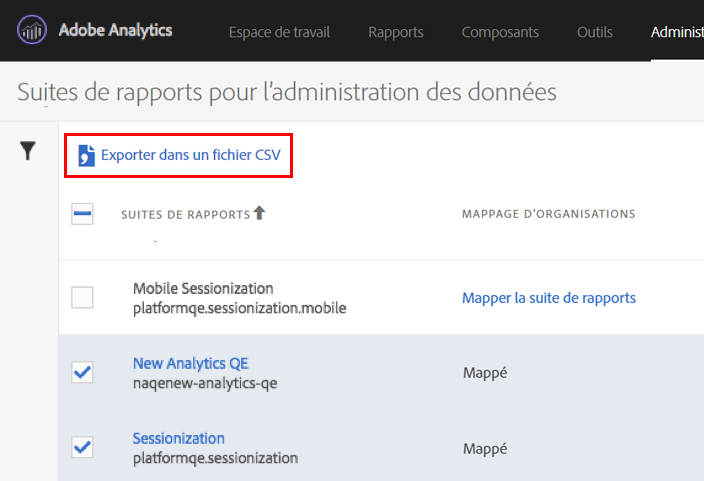 Adobe Analytics Espace de travail Rapports Composants Outils Administ
Suites de rapports pour l'administration des données
Exporter dans un fichier CSV
SUITES DE RAPPORTS MAPPAGE D'ORGANISATIONS
Mobile Sessionization
platformqe.sessionization.mobile
Mapper la suite de rapports
New Analytics QE
naqenew-analytics-qe
Mappé
Sessionization
platformqe.sessionization
Mappé